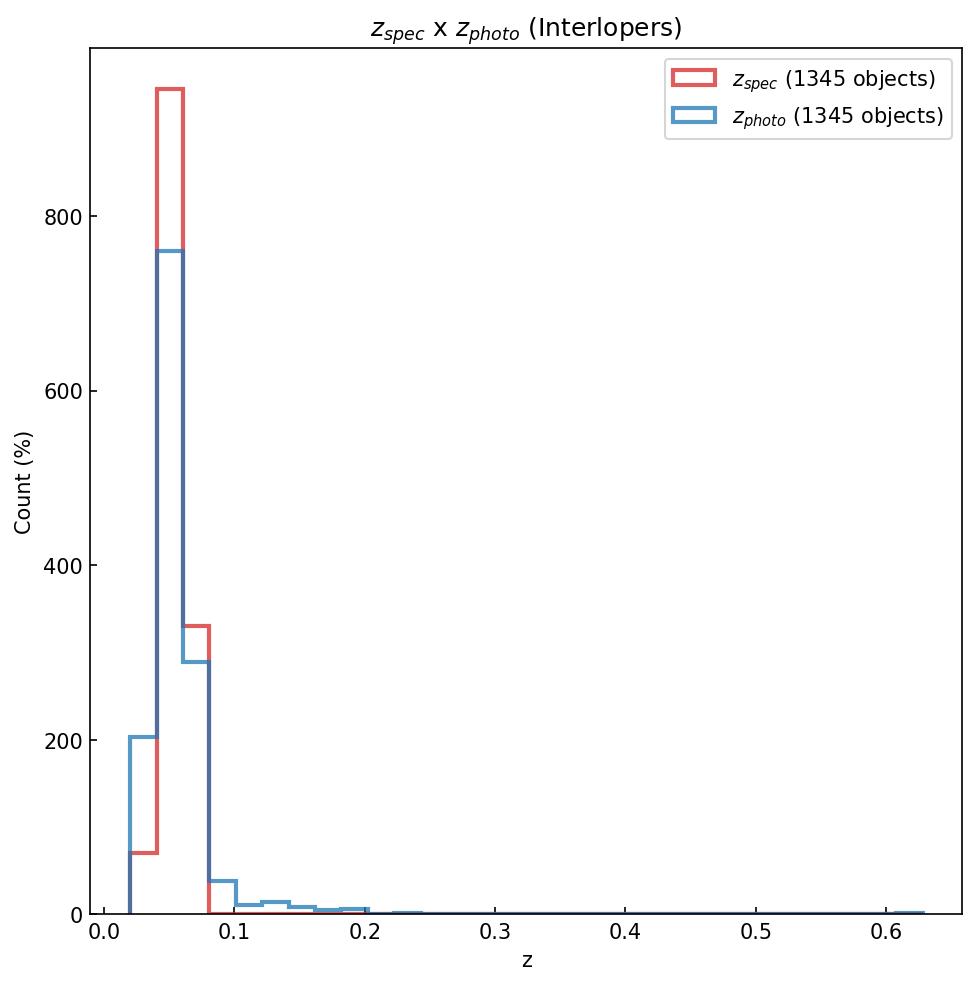 z_spec x z_photo (Interlopers)
z_spec (1345 objects)
z_photo (1345 objects)
Count (%)
800
600
400
200
0
0.0 0.1 0.2 0.3 0.4 0.5 0.6
z